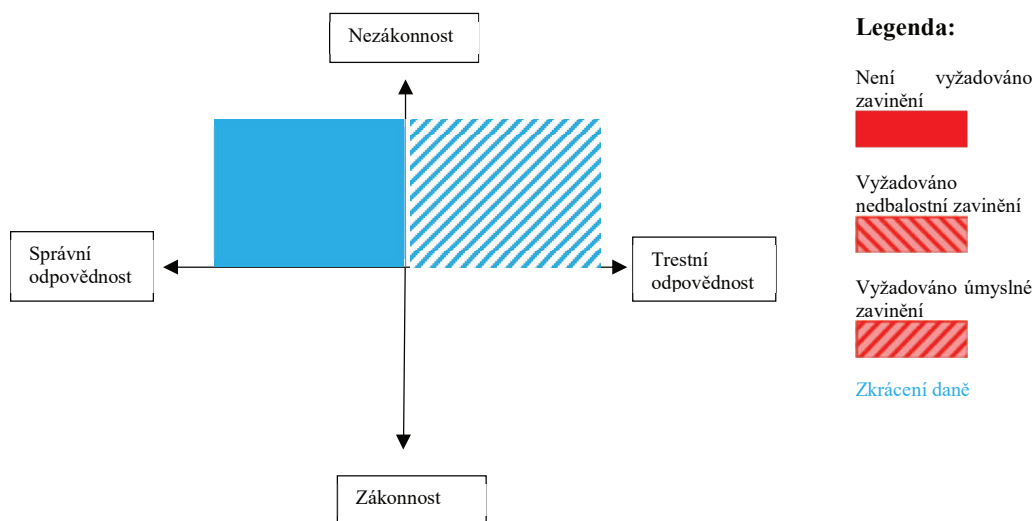 Nezákonnost
Správní
odpovědnost
Trestní
odpovědnost
Zákonnost
Legenda:
Není vyžadováno
zavinění
Vyžadováno
nedbalostní zavinění
Vyžadováno úmyslné
zavinění
Zkrácení daně